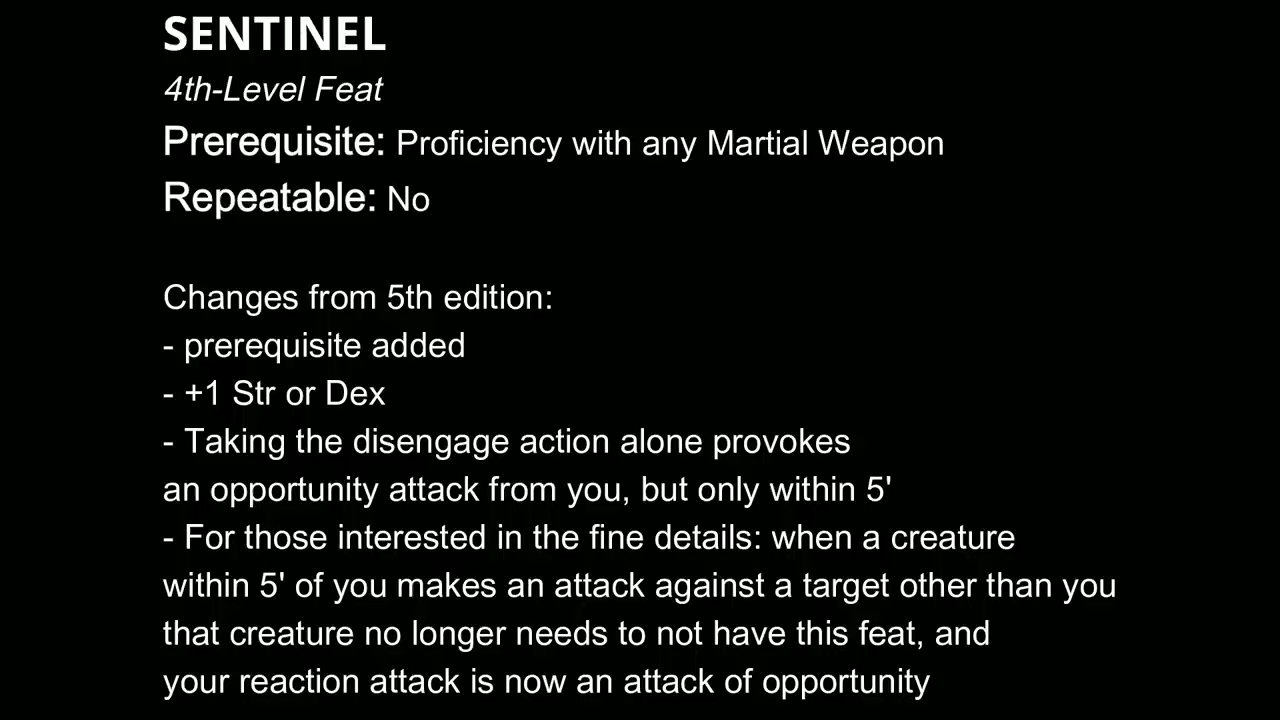 SENTINEL
4th-Level Feat
Prerequisite: Proficiency with any Martial Weapon
Repeatable: No
Changes from 5th edition:
- prerequisite added
- +1 Str or Dex
- Taking the disengage action alone provokes
an opportunity attack from you, but only within 5'
- For those interested in the fine details: when a creature
within 5' of you makes an attack against a target other than you
that creature no longer needs to not have this feat, and
your reaction attack is now an attack of opportunity